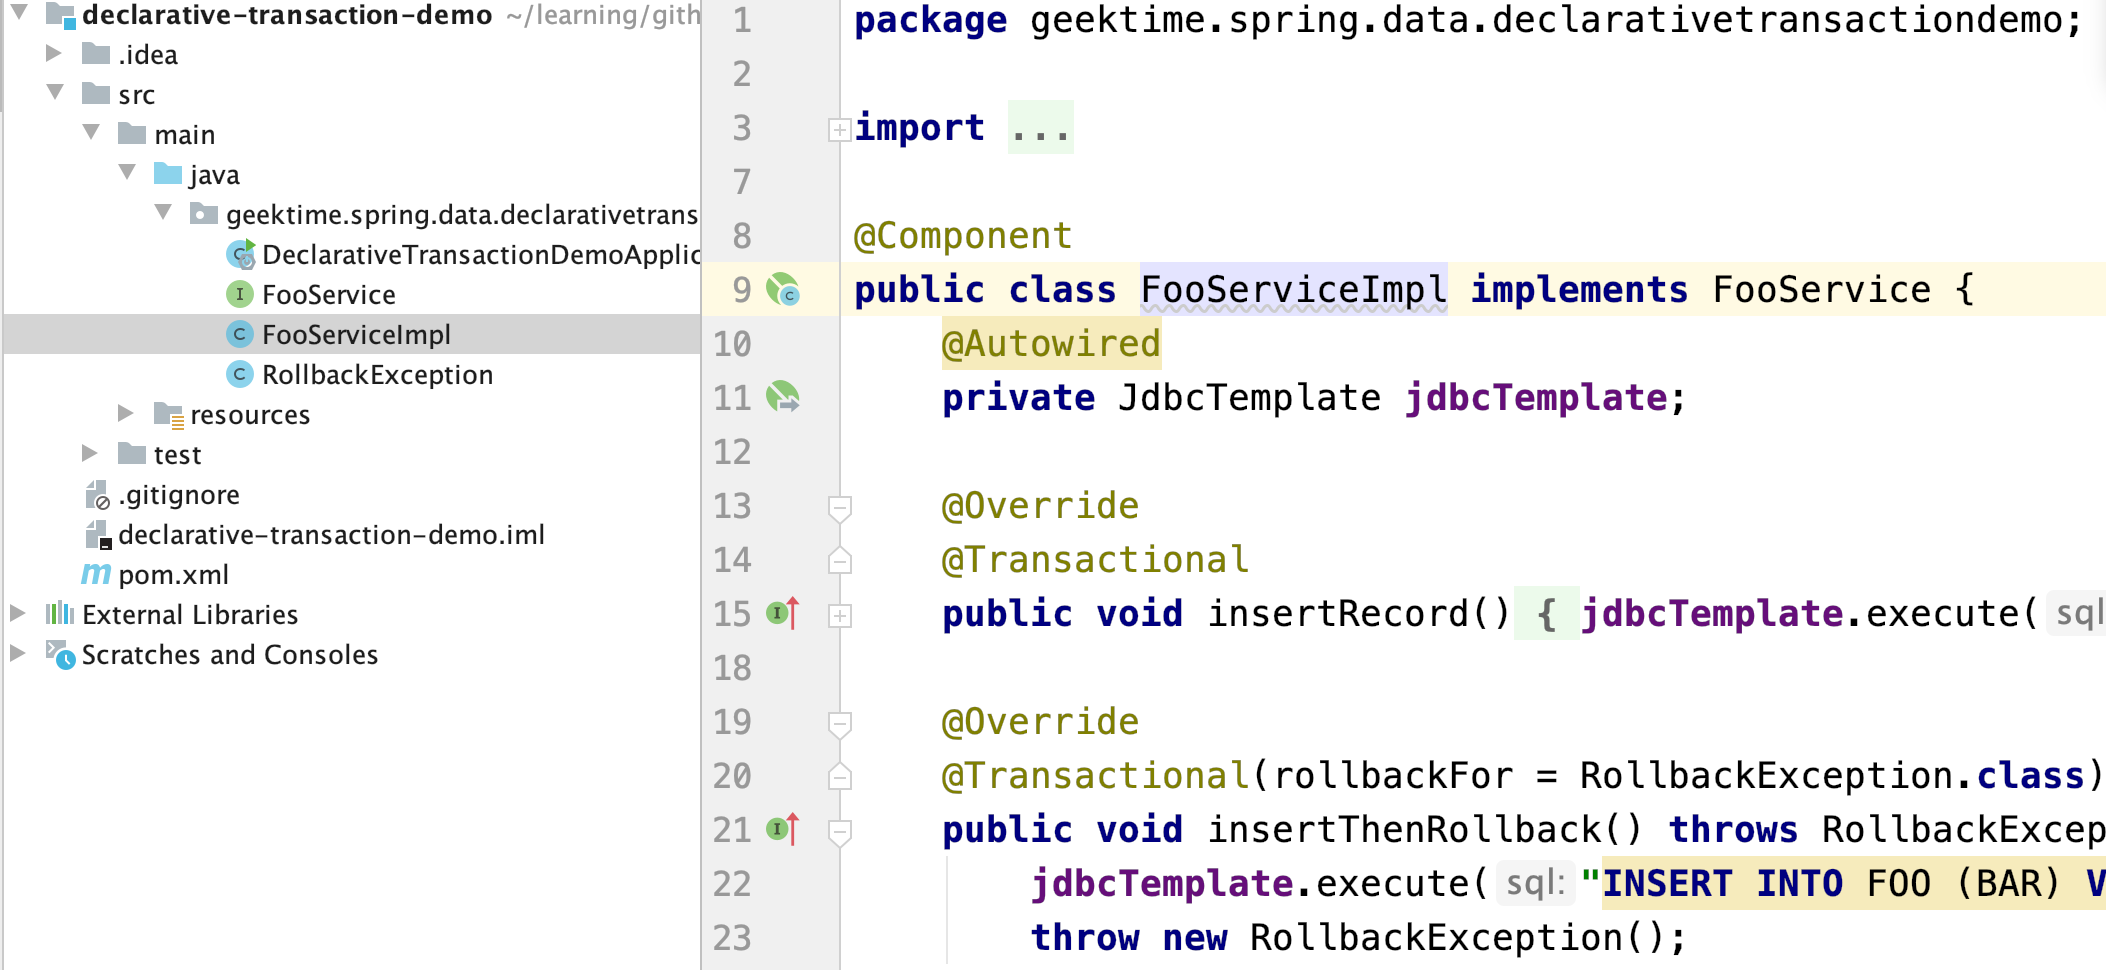 declarative-transaction-demo ~/learning/gith
.idea
src
main
java
geektime.spring.data.declarativetrans
DeclarativeTransactionDemoApplic
FooService
FooServiceImpl
RollbackException
resources
test
.gitignore
declarative-transaction-demo.iml
pom.xml
External Libraries
Scratches and Consoles
1 package geektime.spring.data.declarativetransactiondemo;
2
3 import ...
7
8 @Component
9 public class FooServiceImpl implements FooService {
10 @Autowired
11 private JdbcTemplate jdbcTemplate;
12
13 @Override
14 @Transactional
15 public void insertRecord() { jdbcTemplate.execute( sql
18
19 @Override
20 @Transactional(rollbackFor = RollbackException.class)
21 public void insertThenRollback() throws RollbackExcep
22 jdbcTemplate.execute( sql: "INSERT INTO FOO (BAR) V
23 throw new RollbackException();